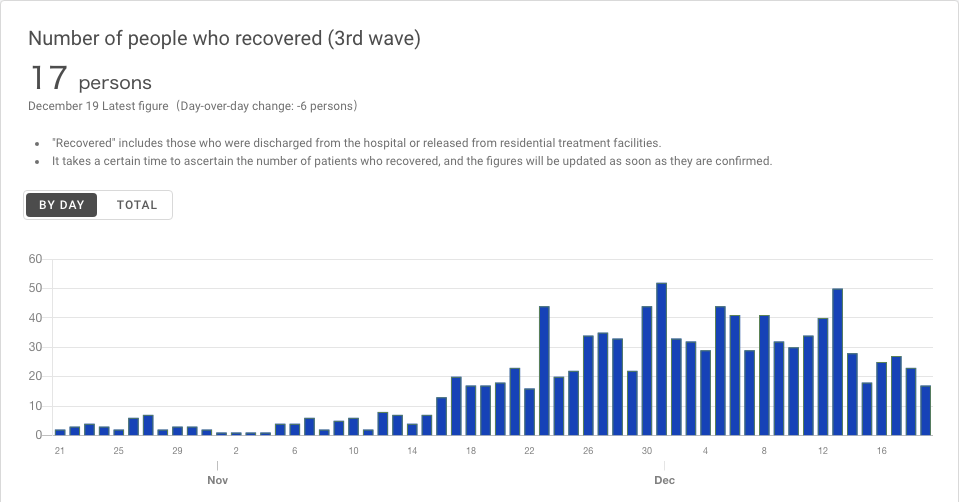 Number of people who recovered (3rd wave)
17 persons
December 19 Latest figure (Day-over-day change: -6 persons)
• "Recovered" includes those who were discharged from the hospital or released from residential treatment facilities.
• It takes a certain time to ascertain the number of patients who recovered, and the figures will be updated as soon as they are confirmed.
BY DAY TOTAL
60
50
40
30
20
10
0
21 25 29 2 6 10 14 18 22 26 30 4 8 12 16
Nov Dec